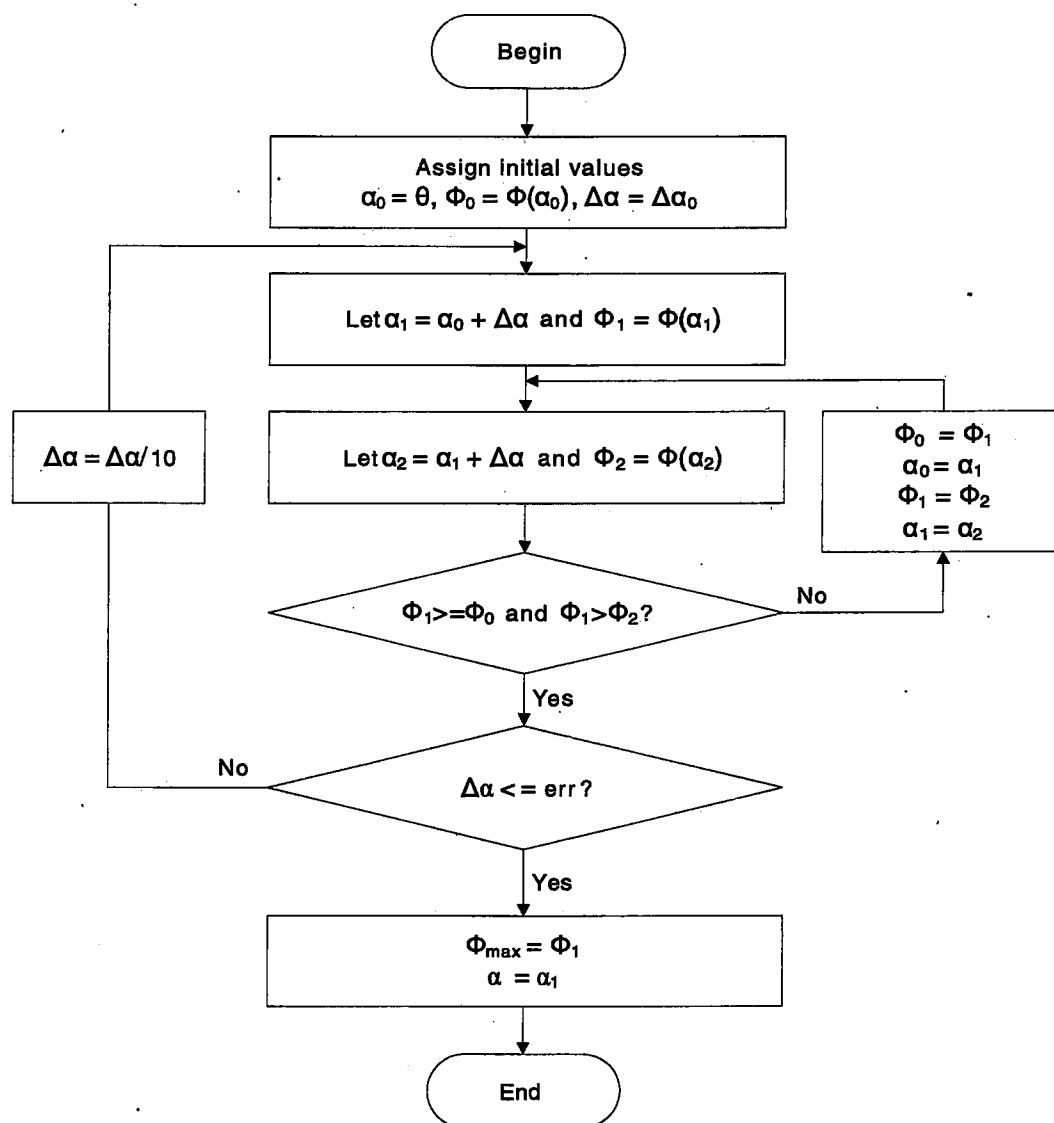 Begin
Assign initial values
α₀ = θ, Φ₀ = Φ(α₀), Δα = Δα₀
Let α₁ = α₀ + Δα and Φ₁ = Φ(α₁)
Δα = Δα/10
Let α₂ = α₁ + Δα and Φ₂ = Φ(α₂)
Φ₀ = Φ₁
α₀ = α₁
Φ₁ = Φ₂
α₁ = α₂
Φ₁>=Φ₀ and Φ₁>Φ₂?
No
Yes
No
Δα <= err?
Yes
Φmax = Φ₁
α = α₁
End